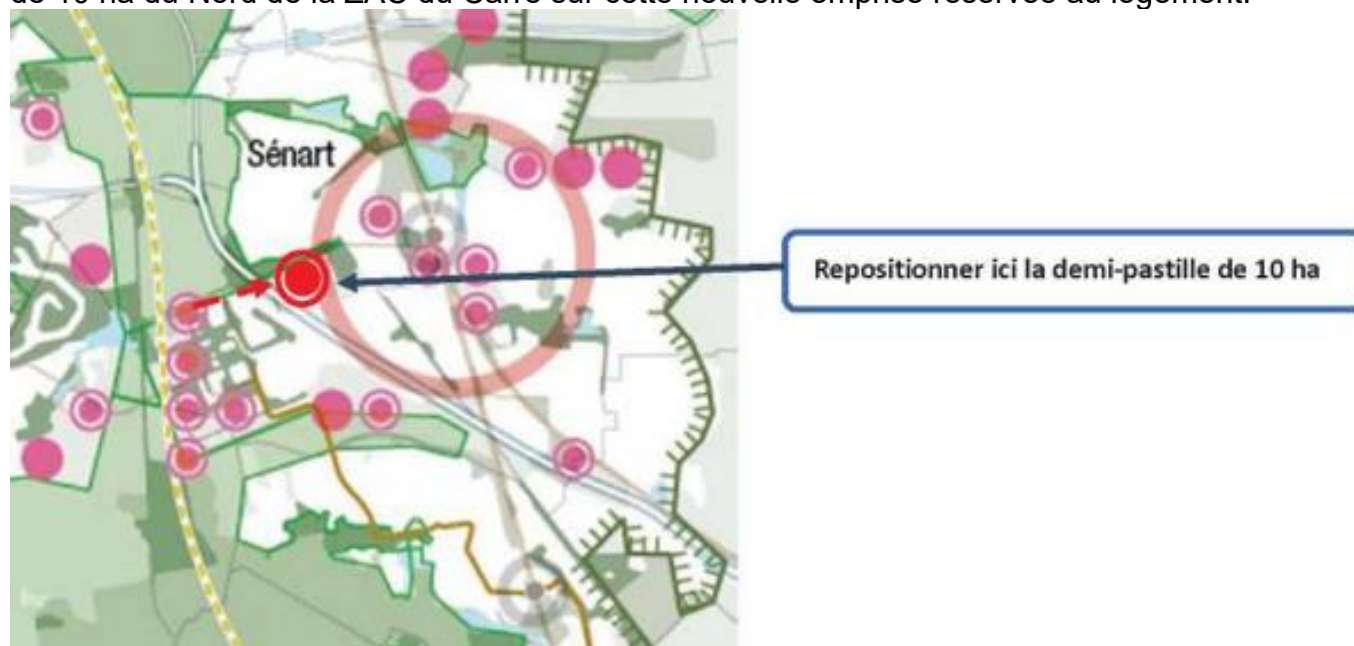 de 10 ha du Nord de la ZAC du Carré sur cette nouvelle emprise réservée au logement.
Sénart
Repositionner ici la demi-pastille de 10 ha